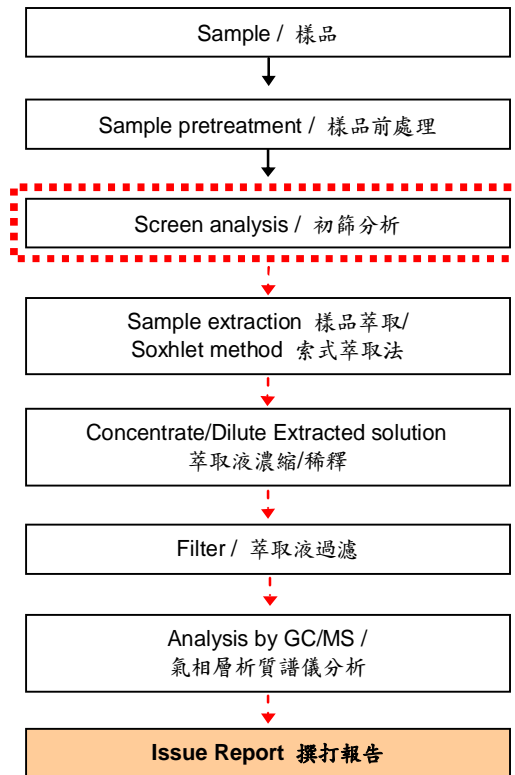 Sample / 樣品
Sample pretreatment / 樣品前處理
Screen analysis / 初篩分析
Sample extraction 樣品萃取/
Soxhlet method 索式萃取法
Concentrate/Dilute Extracted solution
萃取液濃縮/稀釋
Filter / 萃取液過濾
Analysis by GC/MS /
氣相層析質譜儀分析
Issue Report 撰打報告